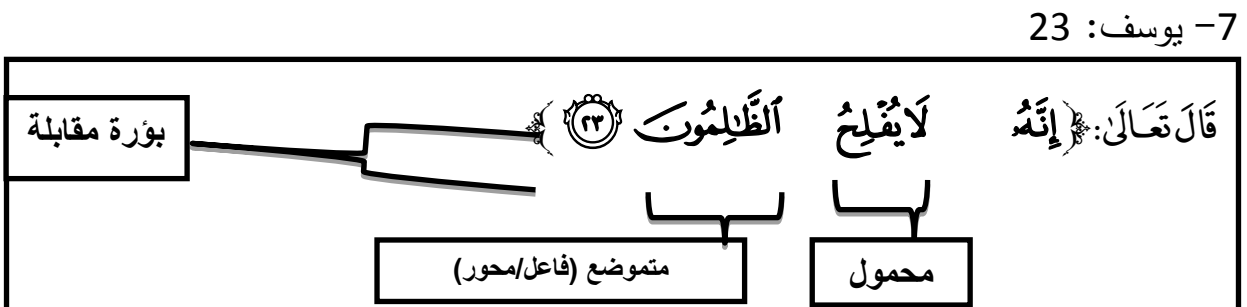 7- يوسف: 23
قَالَ تَعَالَىٰ: ﴿إِنَّهُۥ لَا يُفْلِحُ ٱلظَّٰلِمُونَ ٢٣﴾
بؤرة مقابلة
محمول
متموضع (فاعل/محور)